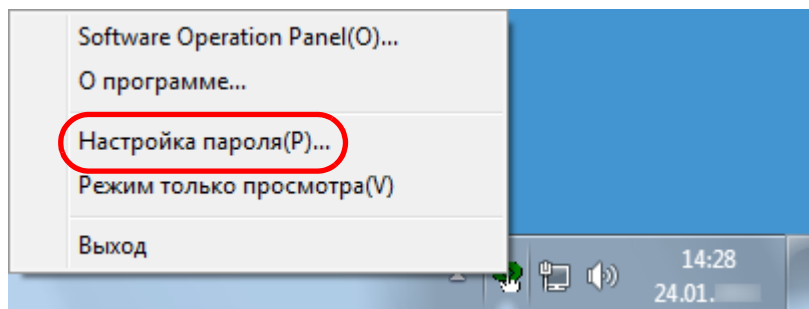 Software Operation Panel(O)...
О программе...
Настройка пароля(P)...
Режим только просмотра(V)
Выход
14:28
24.01.